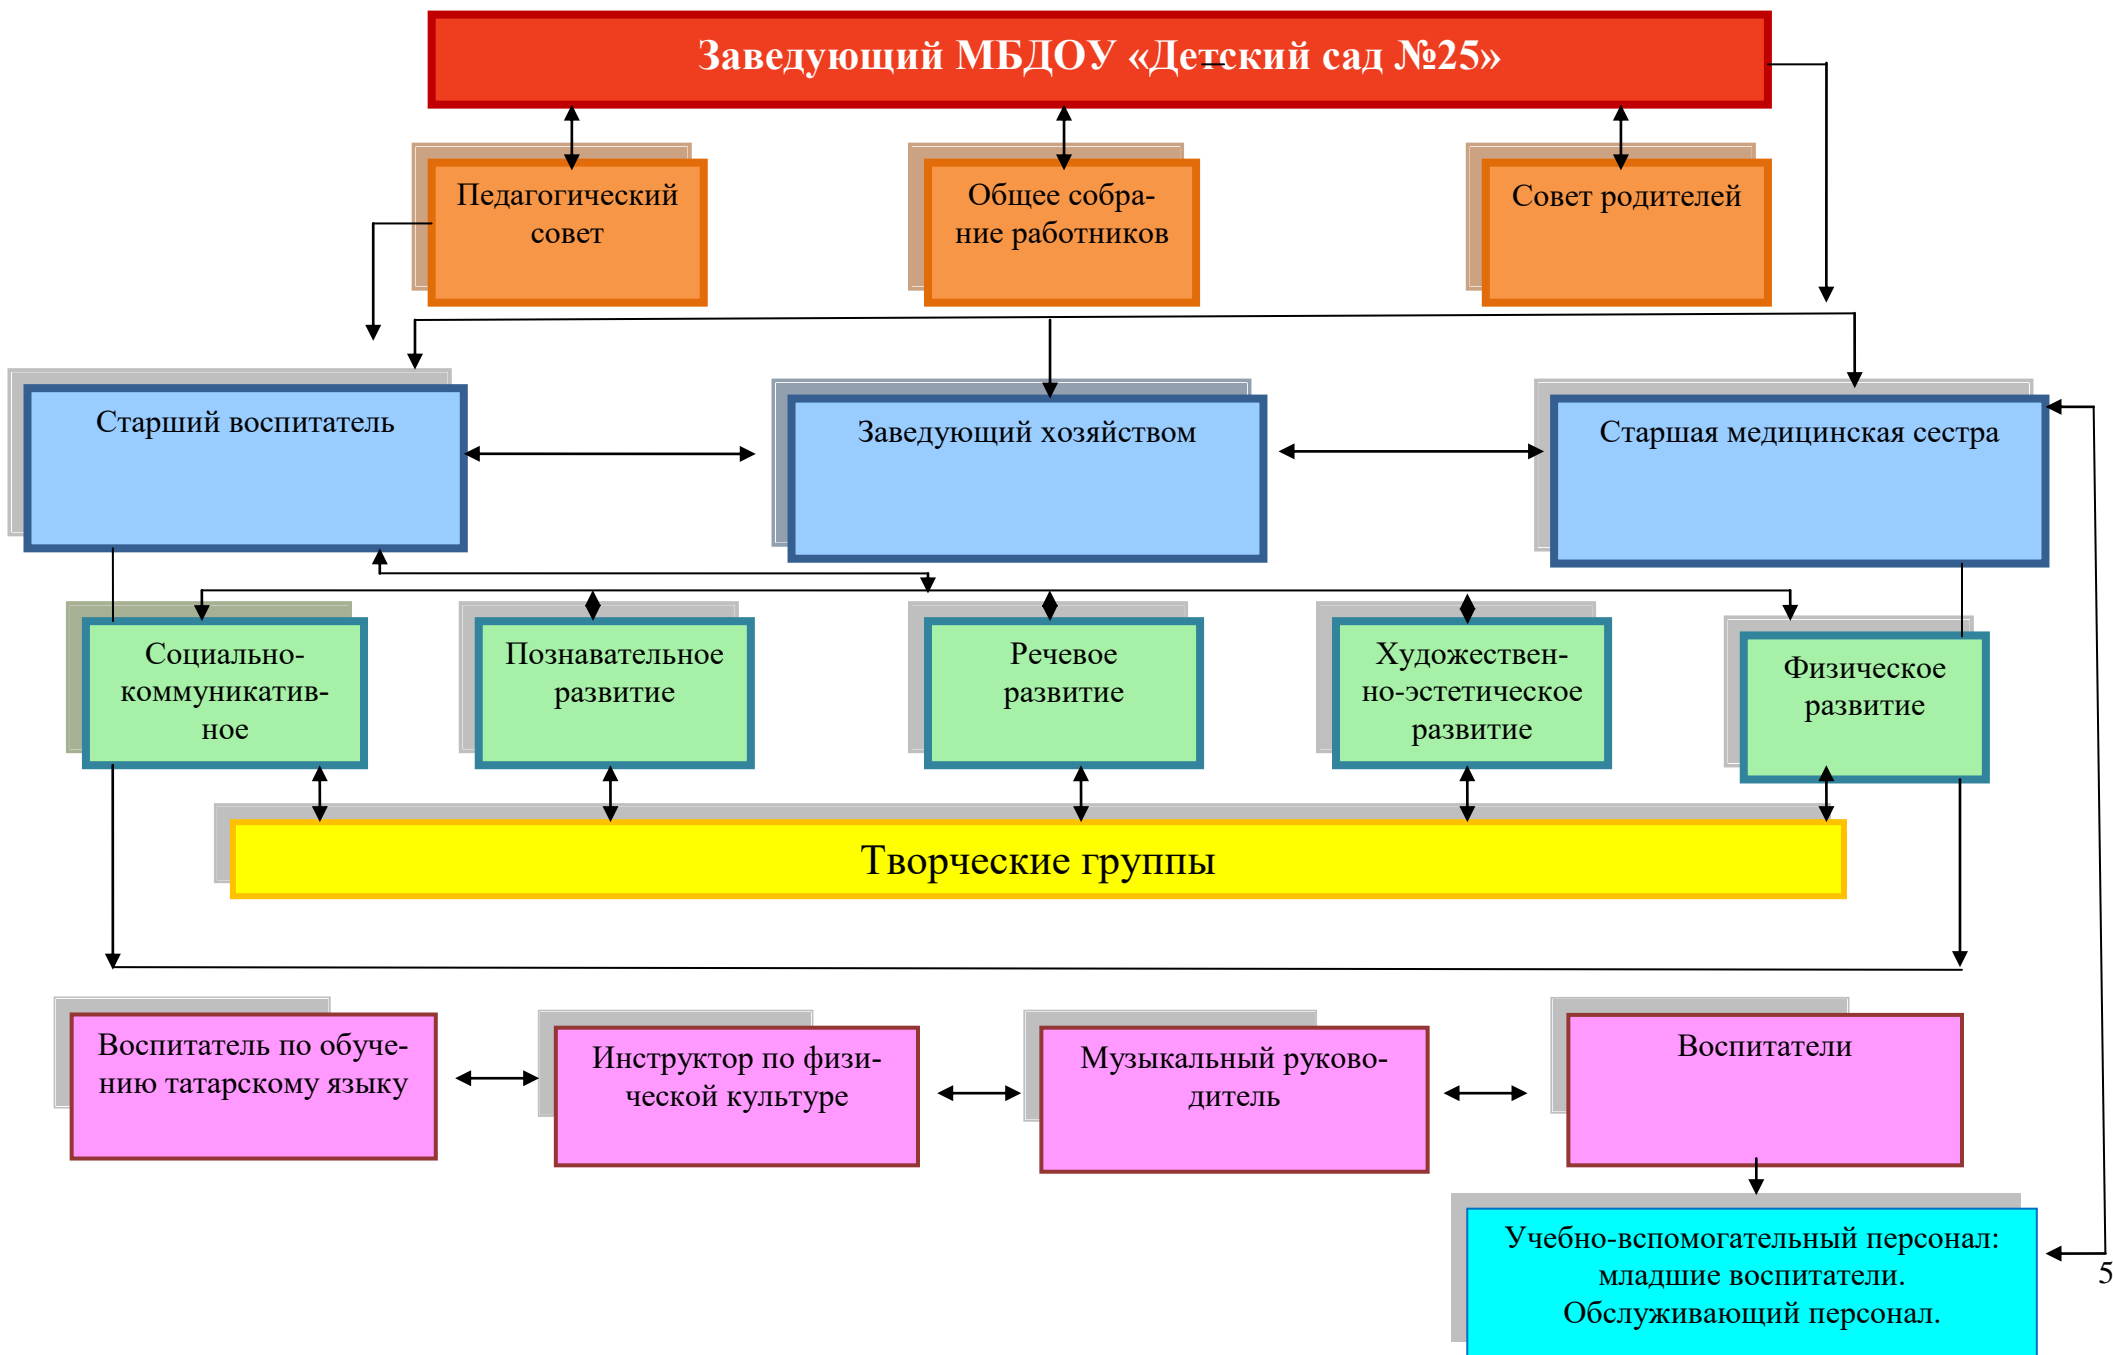 Заведующий МБДОУ «Детский сад №25»
Педагогический
совет
Общее собра-
ние работников
Совет родителей
Старший воспитатель
Заведующий хозяйством
Старшая медицинская сестра
Социально-
коммуникатив-
ное
Познавательное
развитие
Речевое
развитие
Художествен-
но-эстетическое
развитие
Физическое
развитие
Творческие группы
Воспитатель по обуче-
нию татарскому языку
Инструктор по физи-
ческой культуре
Музыкальный руково-
дитель
Воспитатели
Учебно-вспомогательный персонал:
младшие воспитатели.
Обслуживающий персонал.
5